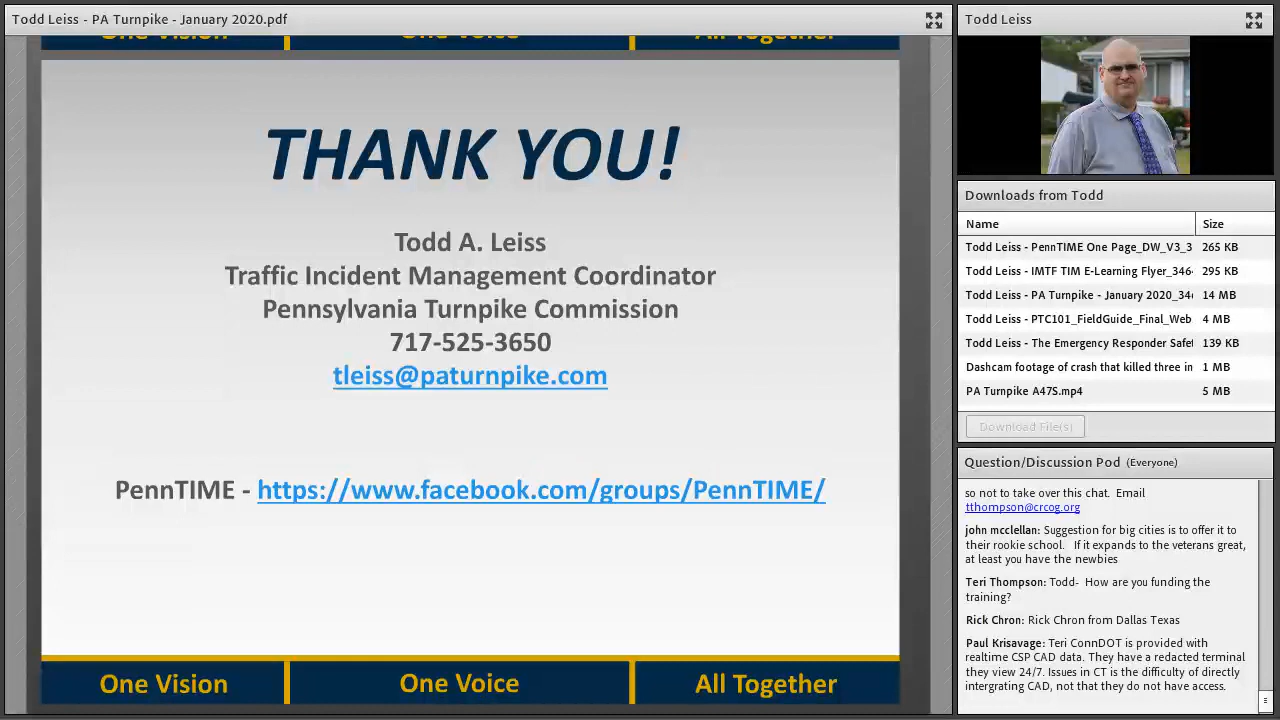 Todd Leiss - PA Turnpike - January 2020.pdf
One Vision
One Voice
All Together
THANK YOU!
Todd A. Leiss
Traffic Incident Management Coordinator
Pennsylvania Turnpike Commission
717-525-3650
tleiss@paturnpike.com
PennTIME - https://www.facebook.com/groups/PennTIME/
One Vision
One Voice
All Together
Todd Leiss
Downloads from Todd
Name Size
Todd Leiss - PennTIME One Page_DW_V3_3 265 KB
Todd Leiss - IMTF TIM E-Learning Flyer_346 295 KB
Todd Leiss - PA Turnpike - January 2020_34 14 MB
Todd Leiss - PTC101_FieldGuide_Final_Web 4 MB
Todd Leiss - The Emergency Responder Safe 139 KB
Dashcam footage of crash that killed three in 1 MB
PA Turnpike A47S.mp4 5 MB
Download File(s)
Question/Discussion Pod (Everyone)
so not to take over this chat. Email
tthompson@crcog.org
john mcclellan: Suggestion for big cities is to offer it to
their rookie school. If it expands to the veterans great,
at least you have the newbies
Teri Thompson: Todd- How are you funding the
training?
Rick Chron: Rick Chron from Dallas Texas
Paul Krisavage: Teri ConnDOT is provided with
realtime CSP CAD data. They have a redacted terminal
they view 24/7. Issues in CT is the difficulty of directly
intergrating CAD, not that they do not have access.